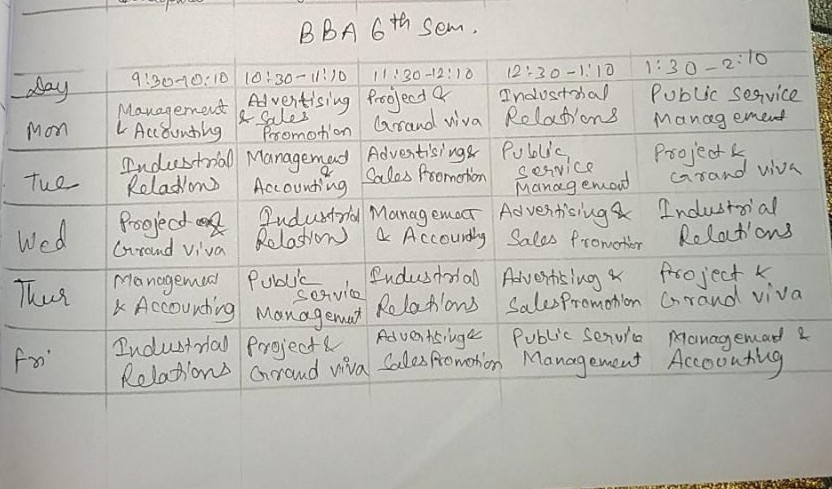 BBA 6th Sem.
Day 9:30-10:10 10:30-11:10 11:30-12:10 12:30-1:10 1:30-2:10
Mon Management & Accounting Advertising & Sales Promotion Project & Grand viva Industrial Relations Public Service Management
Tue Industrial Relations Management & Accounting Advertising & Sales Promotion Public Service Management Project & Grand viva
Wed Project & Grand viva Industrial Relations Management & Accounting Advertising & Sales Promotion Industrial Relations
Thur Management & Accounting Public Service Management Industrial Relations Advertising & Sales Promotion Project & Grand viva
Fri Industrial Relations Project & Grand viva Advertising & Sales Promotion Public Service Management Management & Accounting